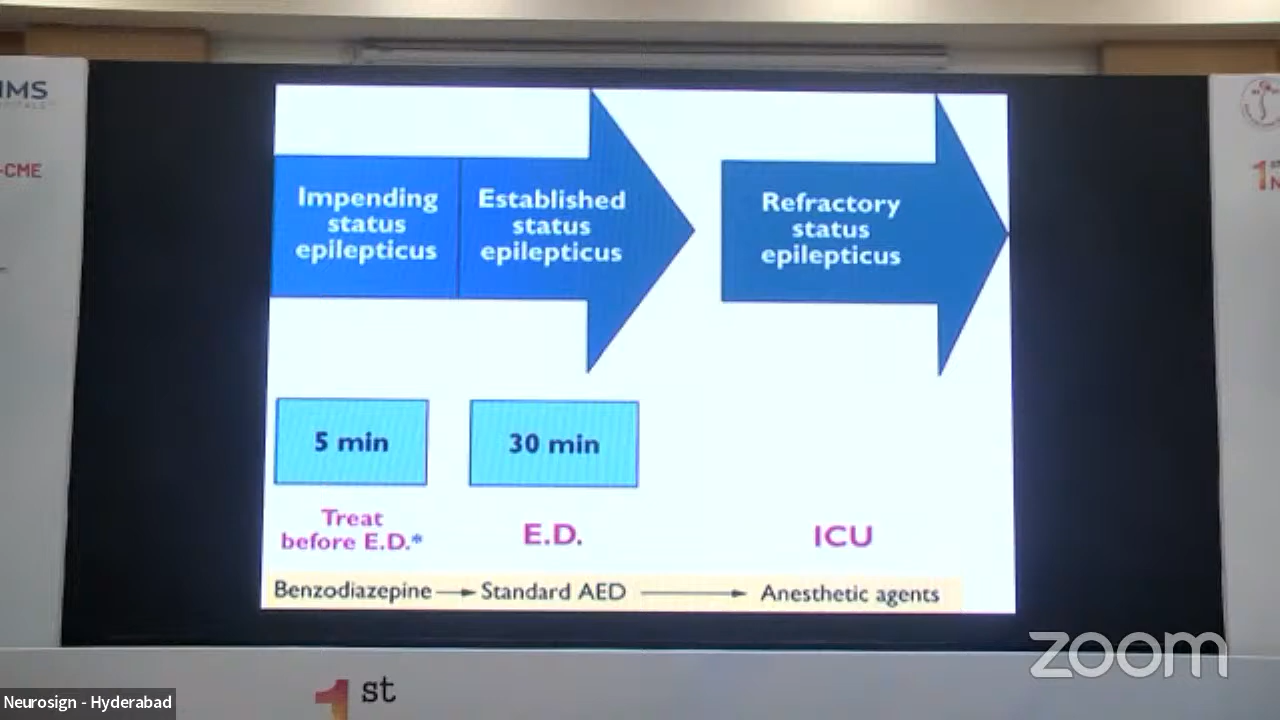 IMS
-CME
1
st
N
Impending
status
epilepticus
Established
status
epilepticus
Refractory
status
epilepticus
5 min
30 min
Treat
before E.D.*
E.D.
ICU
Benzodiazepine
Standard AED
Anesthetic agents
zoom
1st
Neurosign - Hyderabad